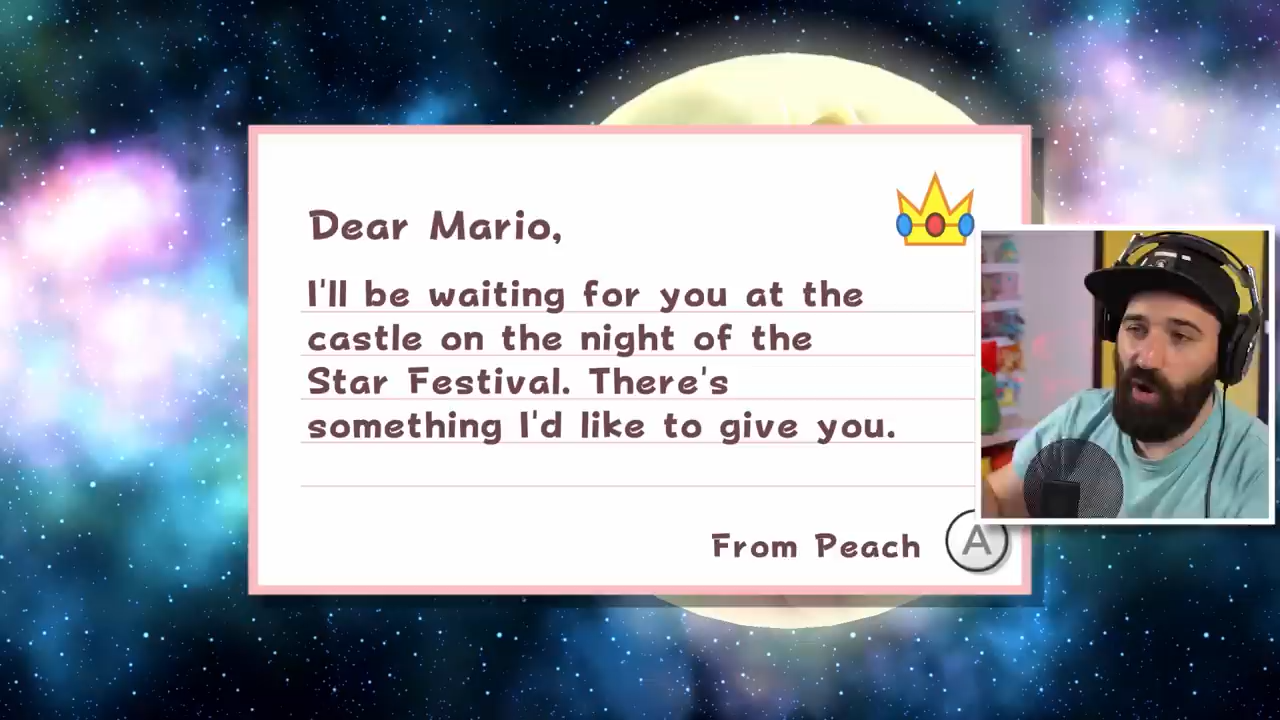 Dear Mario,
I'll be waiting for you at the
castle on the night of the
Star Festival. There's
something I'd like to give you.
From Peach
A